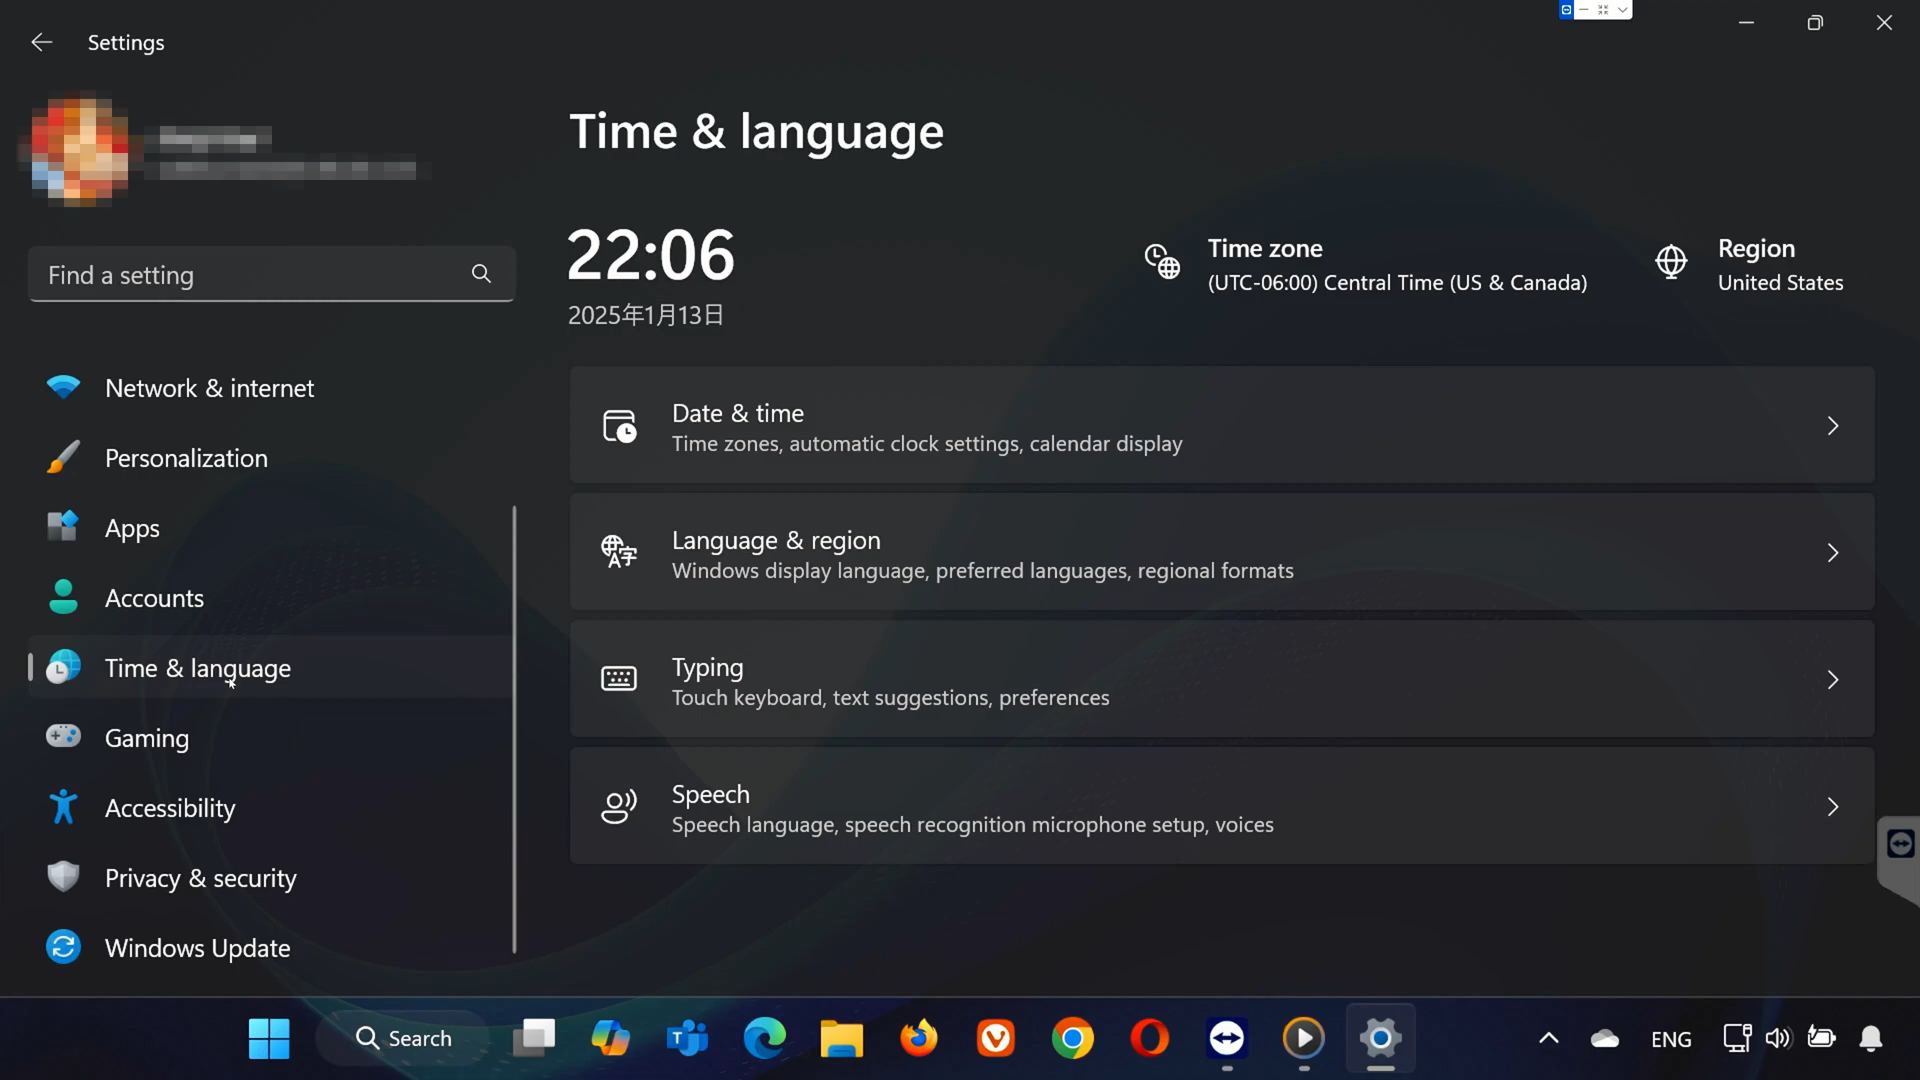 Settings
Time & language
Find a setting
22:06
2025年1月13日
Time zone
(UTC-06:00) Central Time (US & Canada)
Region
United States
Network & internet
Personalization
Apps
Accounts
Time & language
Gaming
Accessibility
Privacy & security
Windows Update
Date & time
Time zones, automatic clock settings, calendar display
Language & region
Windows display language, preferred languages, regional formats
Typing
Touch keyboard, text suggestions, preferences
Speech
Speech language, speech recognition microphone setup, voices
Search
ENG